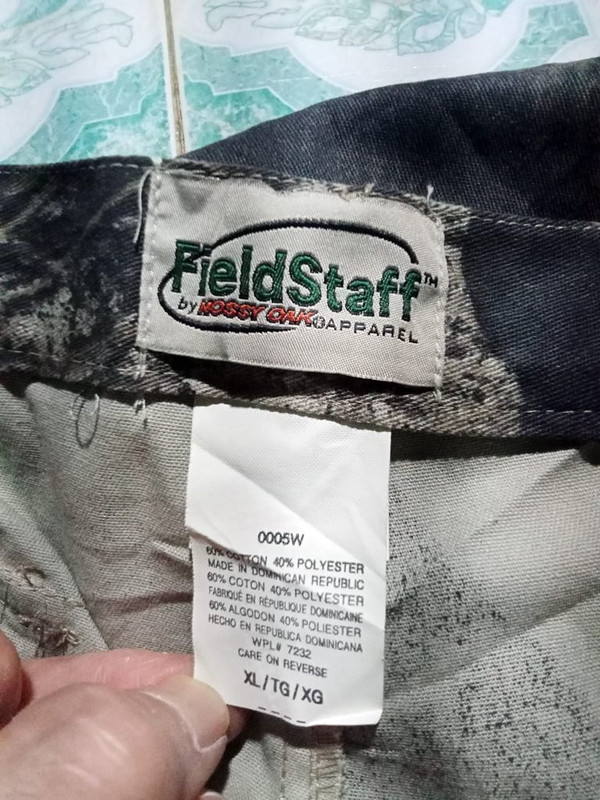 FieldStaff™
by MOSSY OAK® APPAREL
0005W
60% COTTON 40% POLYESTER
MADE IN DOMINICAN REPUBLIC
60% COTON 40% POLYESTER
FABRIQUÉ EN RÉPUBLIQUE DOMINICAINE
60% ALGODON 40% POLIESTER
HECHO EN REPUBLICA DOMINICANA
WPL# 7232
CARE ON REVERSE
XL/TG/XG